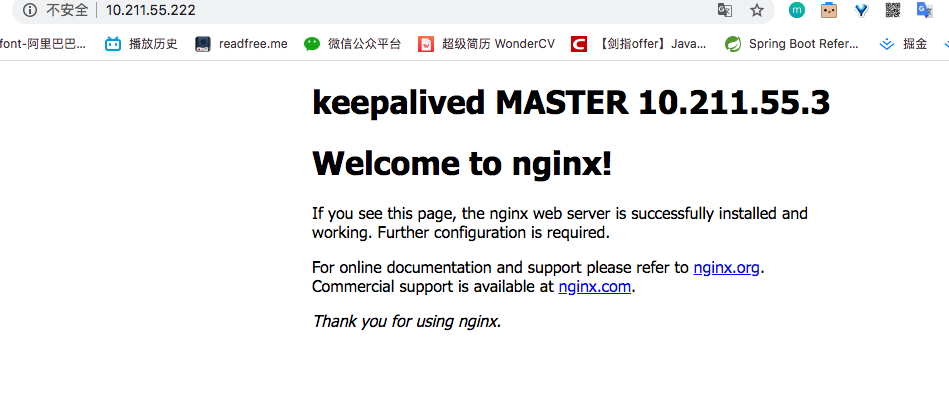 不安全 10.211.55.222
font-阿里巴巴... 播放历史 readfree.me 微信公众平台 超级简历 WonderCV 【剑指offer】Java... Spring Boot Refer... 掘金
keepalived MASTER 10.211.55.3
Welcome to nginx!
If you see this page, the nginx web server is successfully installed and
working. Further configuration is required.
For online documentation and support please refer to nginx.org.
Commercial support is available at nginx.com.
Thank you for using nginx.